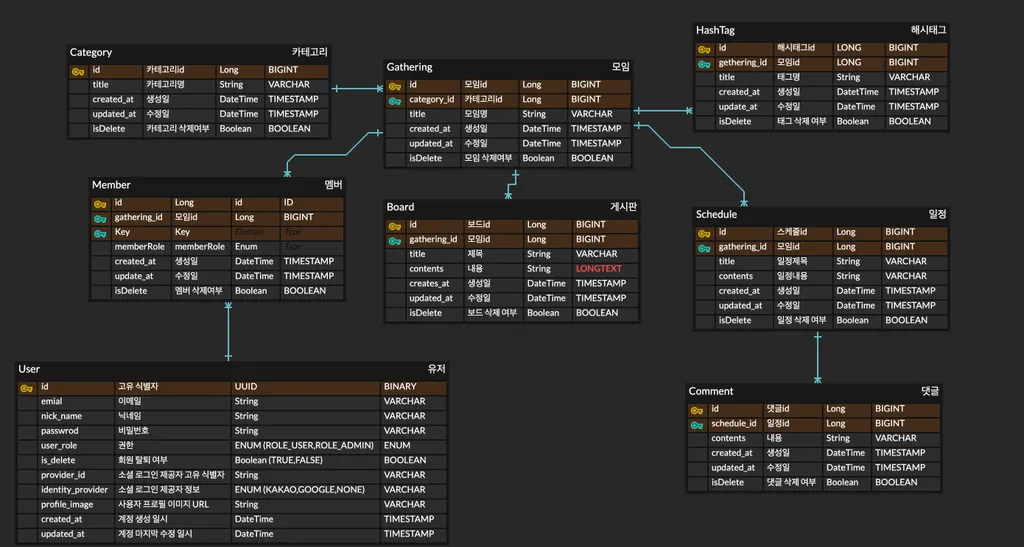 Category 카테고리
id 카테고리id Long BIGINT
title 카테고리명 String VARCHAR
created_at 생성일 DateTime TIMESTAMP
updated_at 수정일 DateTime TIMESTAMP
isDelete 카테고리 삭제여부 Boolean BOOLEAN
Gathering 모임
id 모임id Long BIGINT
category_id 카테고리id Long BIGINT
title 모임명 String VARCHAR
created_at 생성일 DateTime TIMESTAMP
updated_at 수정일 DateTime TIMESTAMP
isDelete 모임 삭제여부 Boolean BOOLEAN
HashTag 해시태그
id 해시태그id LONG BIGINT
gethering_id 모임id LONG BIGINT
title 태그명 String VARCHAR
created_at 생성일 DatetTime TIMESTAMP
update_at 수정일 DateTime TIMESTAMP
isDelete 태그 삭제 여부 Boolean BOOLEAN
Member 멤버
id Long id ID
gathering_id 모임id Long BIGINT
Key Key Domain Type
memberRole memberRole Enum Type
created_at 생성일 DateTime TIMESTAMP
update_at 수정일 DateTime TIMESTAMP
isDelete 멤버 삭제여부 Boolean BOOLEAN
Board 게시판
id 보드id Long BIGINT
gathering_id 모임id Long BIGINT
title 제목 String VARCHAR
contents 내용 String LONGTEXT
creates_at 생성일 DateTime TIMESTAMP
updated_at 수정일 DateTime TIMESTAMP
isDelete 보드 삭제 여부 Boolean BOOLEAN
Schedule 일정
id 스케줄id Long BIGINT
gathering_id 모임id Long BIGINT
title 일정제목 String VARCHAR
contents 일정내용 String VARCHAR
created_at 생성일 DateTime TIMESTAMP
updated_at 수정일 DateTime TIMESTAMP
isDelete 일정 삭제 여부 Boolean BOOLEAN
User 유저
id 고유 식별자 UUID BINARY
emial 이메일 String VARCHAR
nick_name 닉네임 String VARCHAR
passwrod 비밀번호 String VARCHAR
user_role 권한 ENUM (ROLE_USER,ROLE_ADMIN) ENUM
is_delete 회원 탈퇴 여부 Boolean (TRUE,FALSE) BOOLEAN
provider_id 소셜 로그인 제공자 고유 식별자 String VARCHAR
identity_provider 소셜 로그인 제공자 정보 ENUM (KAKAO,GOOGLE,NONE) VARCHAR
profile_image 사용자 프로필 이미지 URL String VARCHAR
created_at 계정 생성 일시 DateTime TIMESTAMP
updated_at 계정 마지막 수정 일시 DateTime TIMESTAMP
Comment 댓글
id 댓글id Long BIGINT
schedule_id 일정id Long BIGINT
contents 내용 String VARCHAR
created_at 생성일 DateTime TIMESTAMP
updated_at 수정일 DateTime TIMESTAMP
isDelete 댓글 삭제 여부 Boolean BOOLEAN